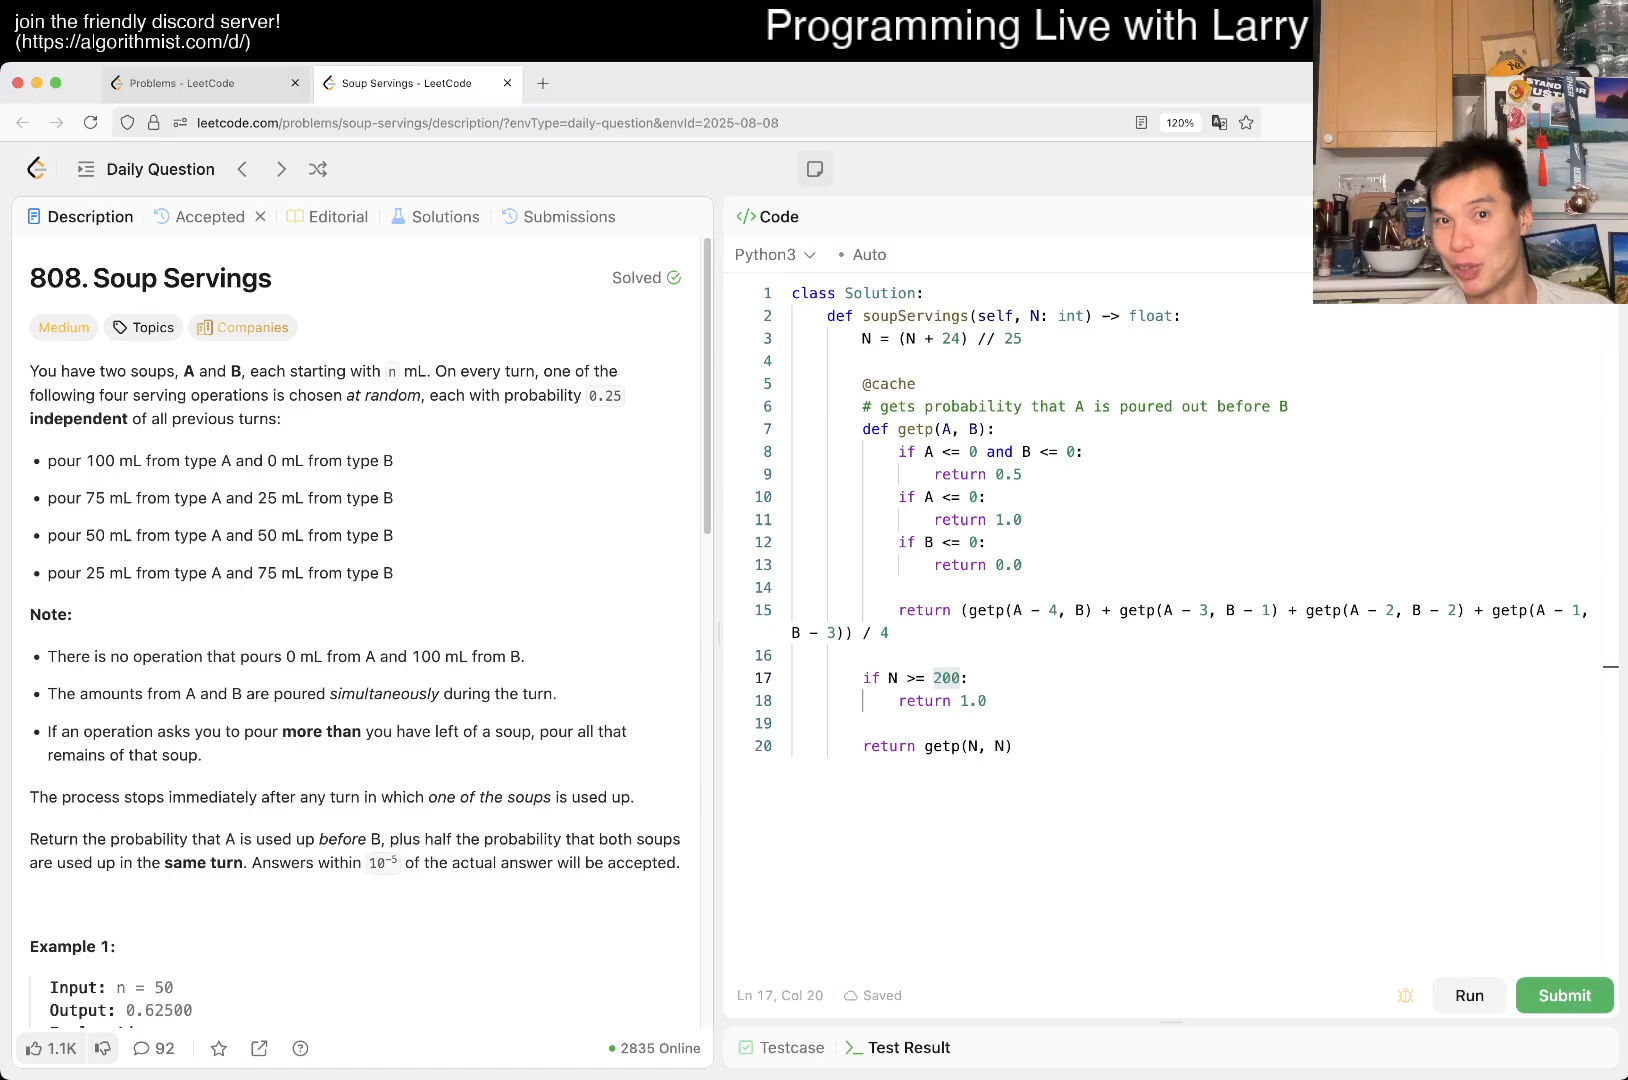 join the friendly discord server!
(https://algorithmist.com/d/)
Programming Live with Larry
Problems - LeetCode
Soup Servings - LeetCode
leetcode.com/problems/soup-servings/description/?envType=daily-question&envId=2025-08-08
120%
Daily Question
Description
Accepted
Editorial
Solutions
Submissions
808. Soup Servings
Solved
Medium
Topics
Companies
You have two soups, A and B, each starting with n mL. On every turn, one of the
following four serving operations is chosen at random, each with probability 0.25
independent of all previous turns:
• pour 100 mL from type A and 0 mL from type B
• pour 75 mL from type A and 25 mL from type B
• pour 50 mL from type A and 50 mL from type B
• pour 25 mL from type A and 75 mL from type B
Note:
• There is no operation that pours 0 mL from A and 100 mL from B.
• The amounts from A and B are poured simultaneously during the turn.
• If an operation asks you to pour more than you have left of a soup, pour all that
remains of that soup.
The process stops immediately after any turn in which one of the soups is used up.
Return the probability that A is used up before B, plus half the probability that both soups
are used up in the same turn. Answers within 10⁻⁵ of the actual answer will be accepted.
Example 1:
Input: n = 50
Output: 0.62500
1.1K
92
2835 Online
</> Code
Python3
• Auto
1 class Solution:
2 def soupServings(self, N: int) -> float:
3 N = (N + 24) // 25
4
5 @cache
6 # gets probability that A is poured out before B
7 def getp(A, B):
8 if A <= 0 and B <= 0:
9 return 0.5
10 if A <= 0:
11 return 1.0
12 if B <= 0:
13 return 0.0
14
15 return (getp(A - 4, B) + getp(A - 3, B - 1) + getp(A - 2, B - 2) + getp(A - 1,
B - 3)) / 4
16
17 if N >= 200:
18 return 1.0
19
20 return getp(N, N)
Ln 17, Col 20
Saved
Run
Submit
Testcase
Test Result